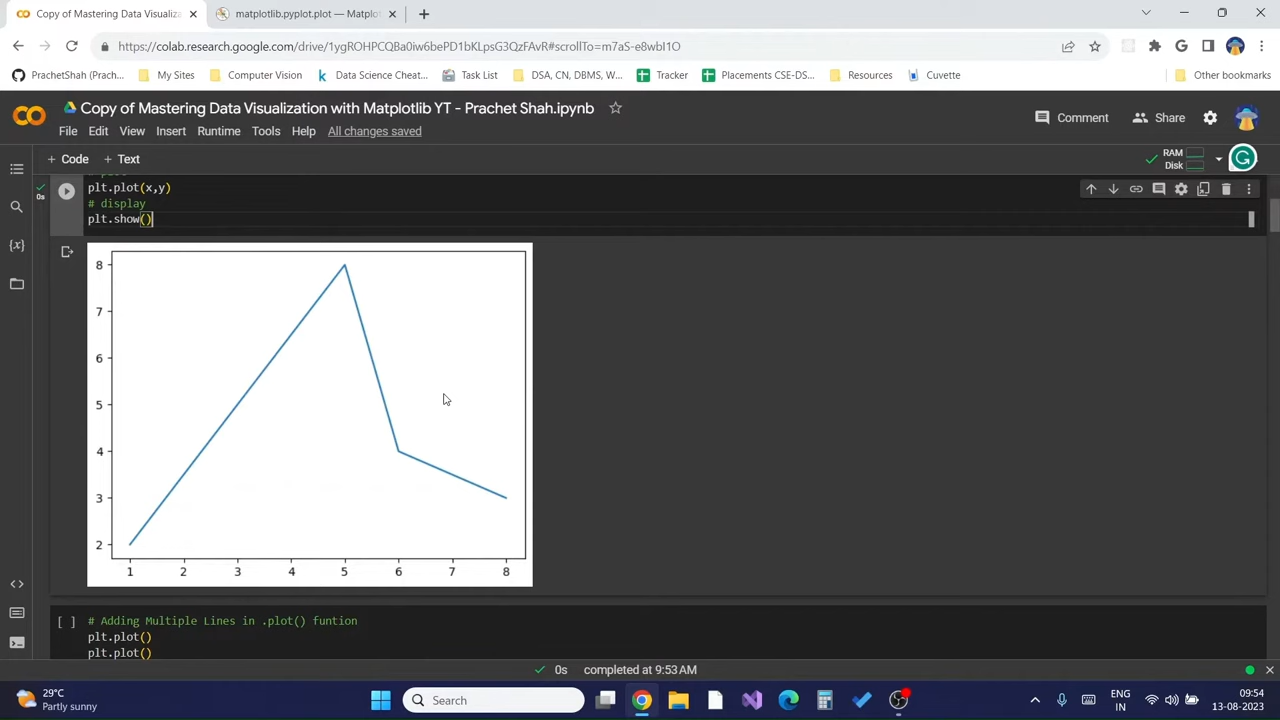 Copy of Mastering Data Visualiza
matplotlib.pyplot.plot — Matplot
https://colab.research.google.com/drive/1ygROHPCQBa0iw6bePD1bKLpsG3QzFAvR#scrollTo=m7aS-e8wbI1O
PrachetShah (Prach...
My Sites
Computer Vision
Data Science Cheat...
Task List
DSA, CN, DBMS, W...
Tracker
Placements CSE-DS...
Resources
Cuvette
Other bookmarks
Copy of Mastering Data Visualization with Matplotlib YT - Prachet Shah.ipynb
File Edit View Insert Runtime Tools Help All changes saved
Comment
Share
+ Code + Text
RAM
Disk
plt.plot(x,y)
# display
plt.show()
0s
8
7
6
5
4
3
2
1 2 3 4 5 6 7 8
[ ] # Adding Multiple Lines in .plot() funtion
plt.plot()
plt.plot()
0s completed at 9:53 AM
29°C
Partly sunny
Search
ENG
IN
09:54
13-08-2023